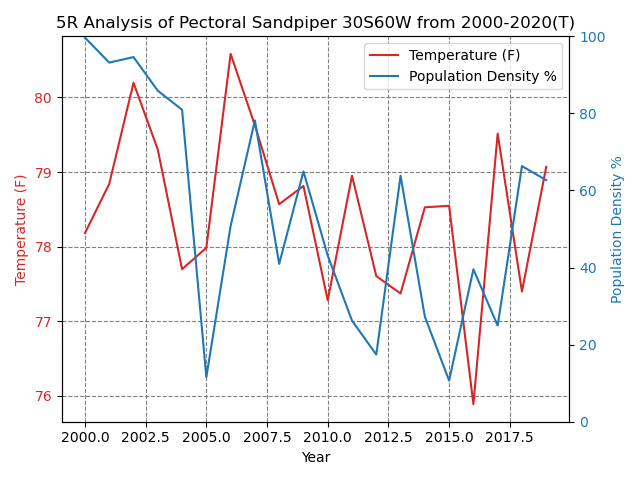 5R Analysis of Pectoral Sandpiper 30S60W from 2000-2020(T)
Temperature (F)
Population Density %
80
79
78
77
76
Temperature (F)
100
80
60
40
20
0
Population Density %
2000.0 2002.5 2005.0 2007.5 2010.0 2012.5 2015.0 2017.5
Year